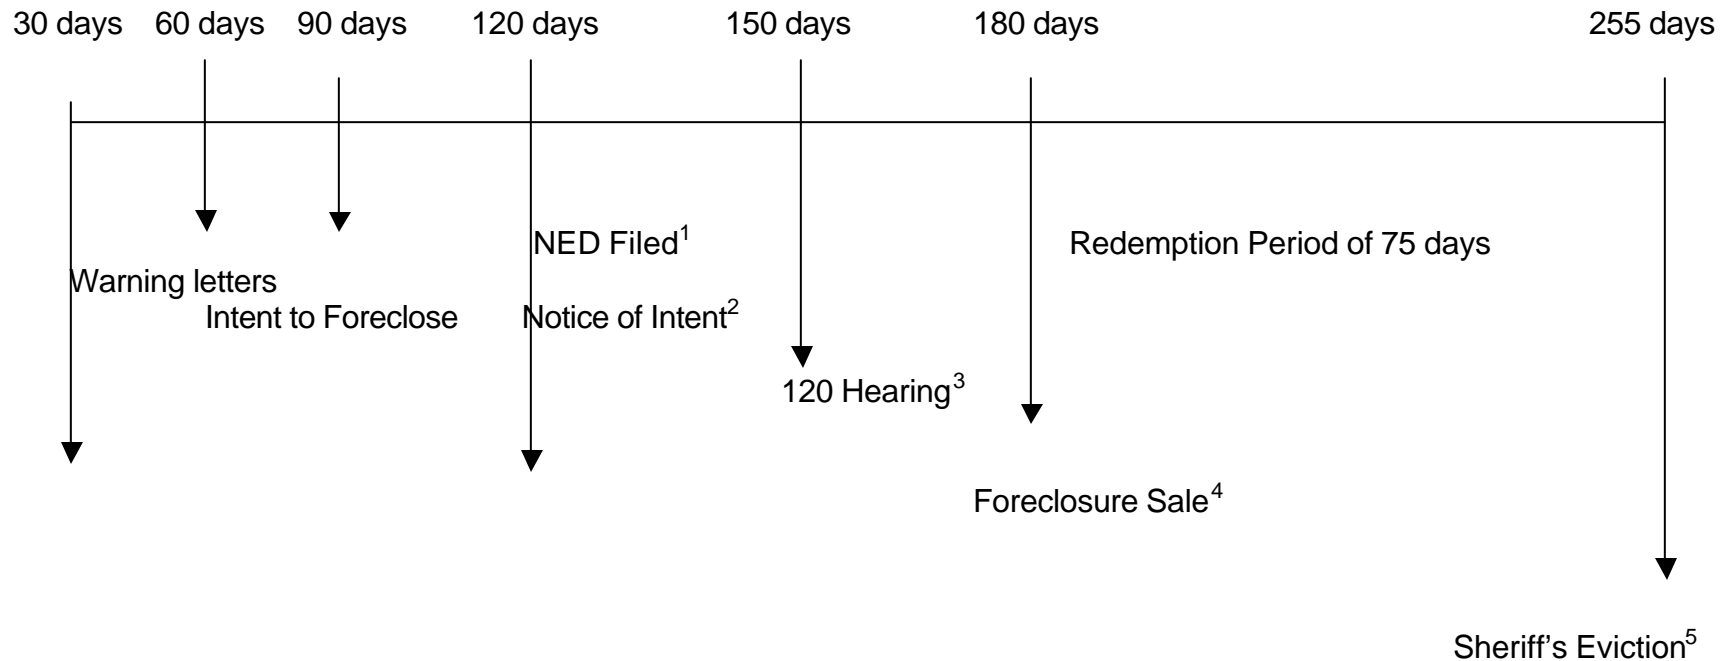 30 days 60 days 90 days 120 days 150 days 180 days 255 days
NED Filed¹ Redemption Period of 75 days
Warning letters
Intent to Foreclose Notice of Intent²
120 Hearing³
Foreclosure Sale⁴
Sheriff's Eviction⁵